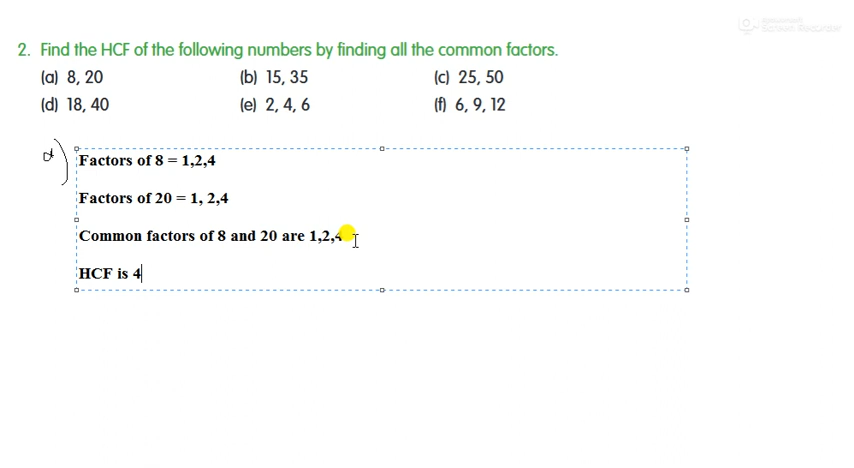 2. Find the HCF of the following numbers by finding all the common factors.
(a) 8, 20 (b) 15, 35 (c) 25, 50
(d) 18, 40 (e) 2, 4, 6 (f) 6, 9, 12
Factors of 8 = 1,2,4
Factors of 20 = 1, 2,4
Common factors of 8 and 20 are 1,2,4
HCF is 4